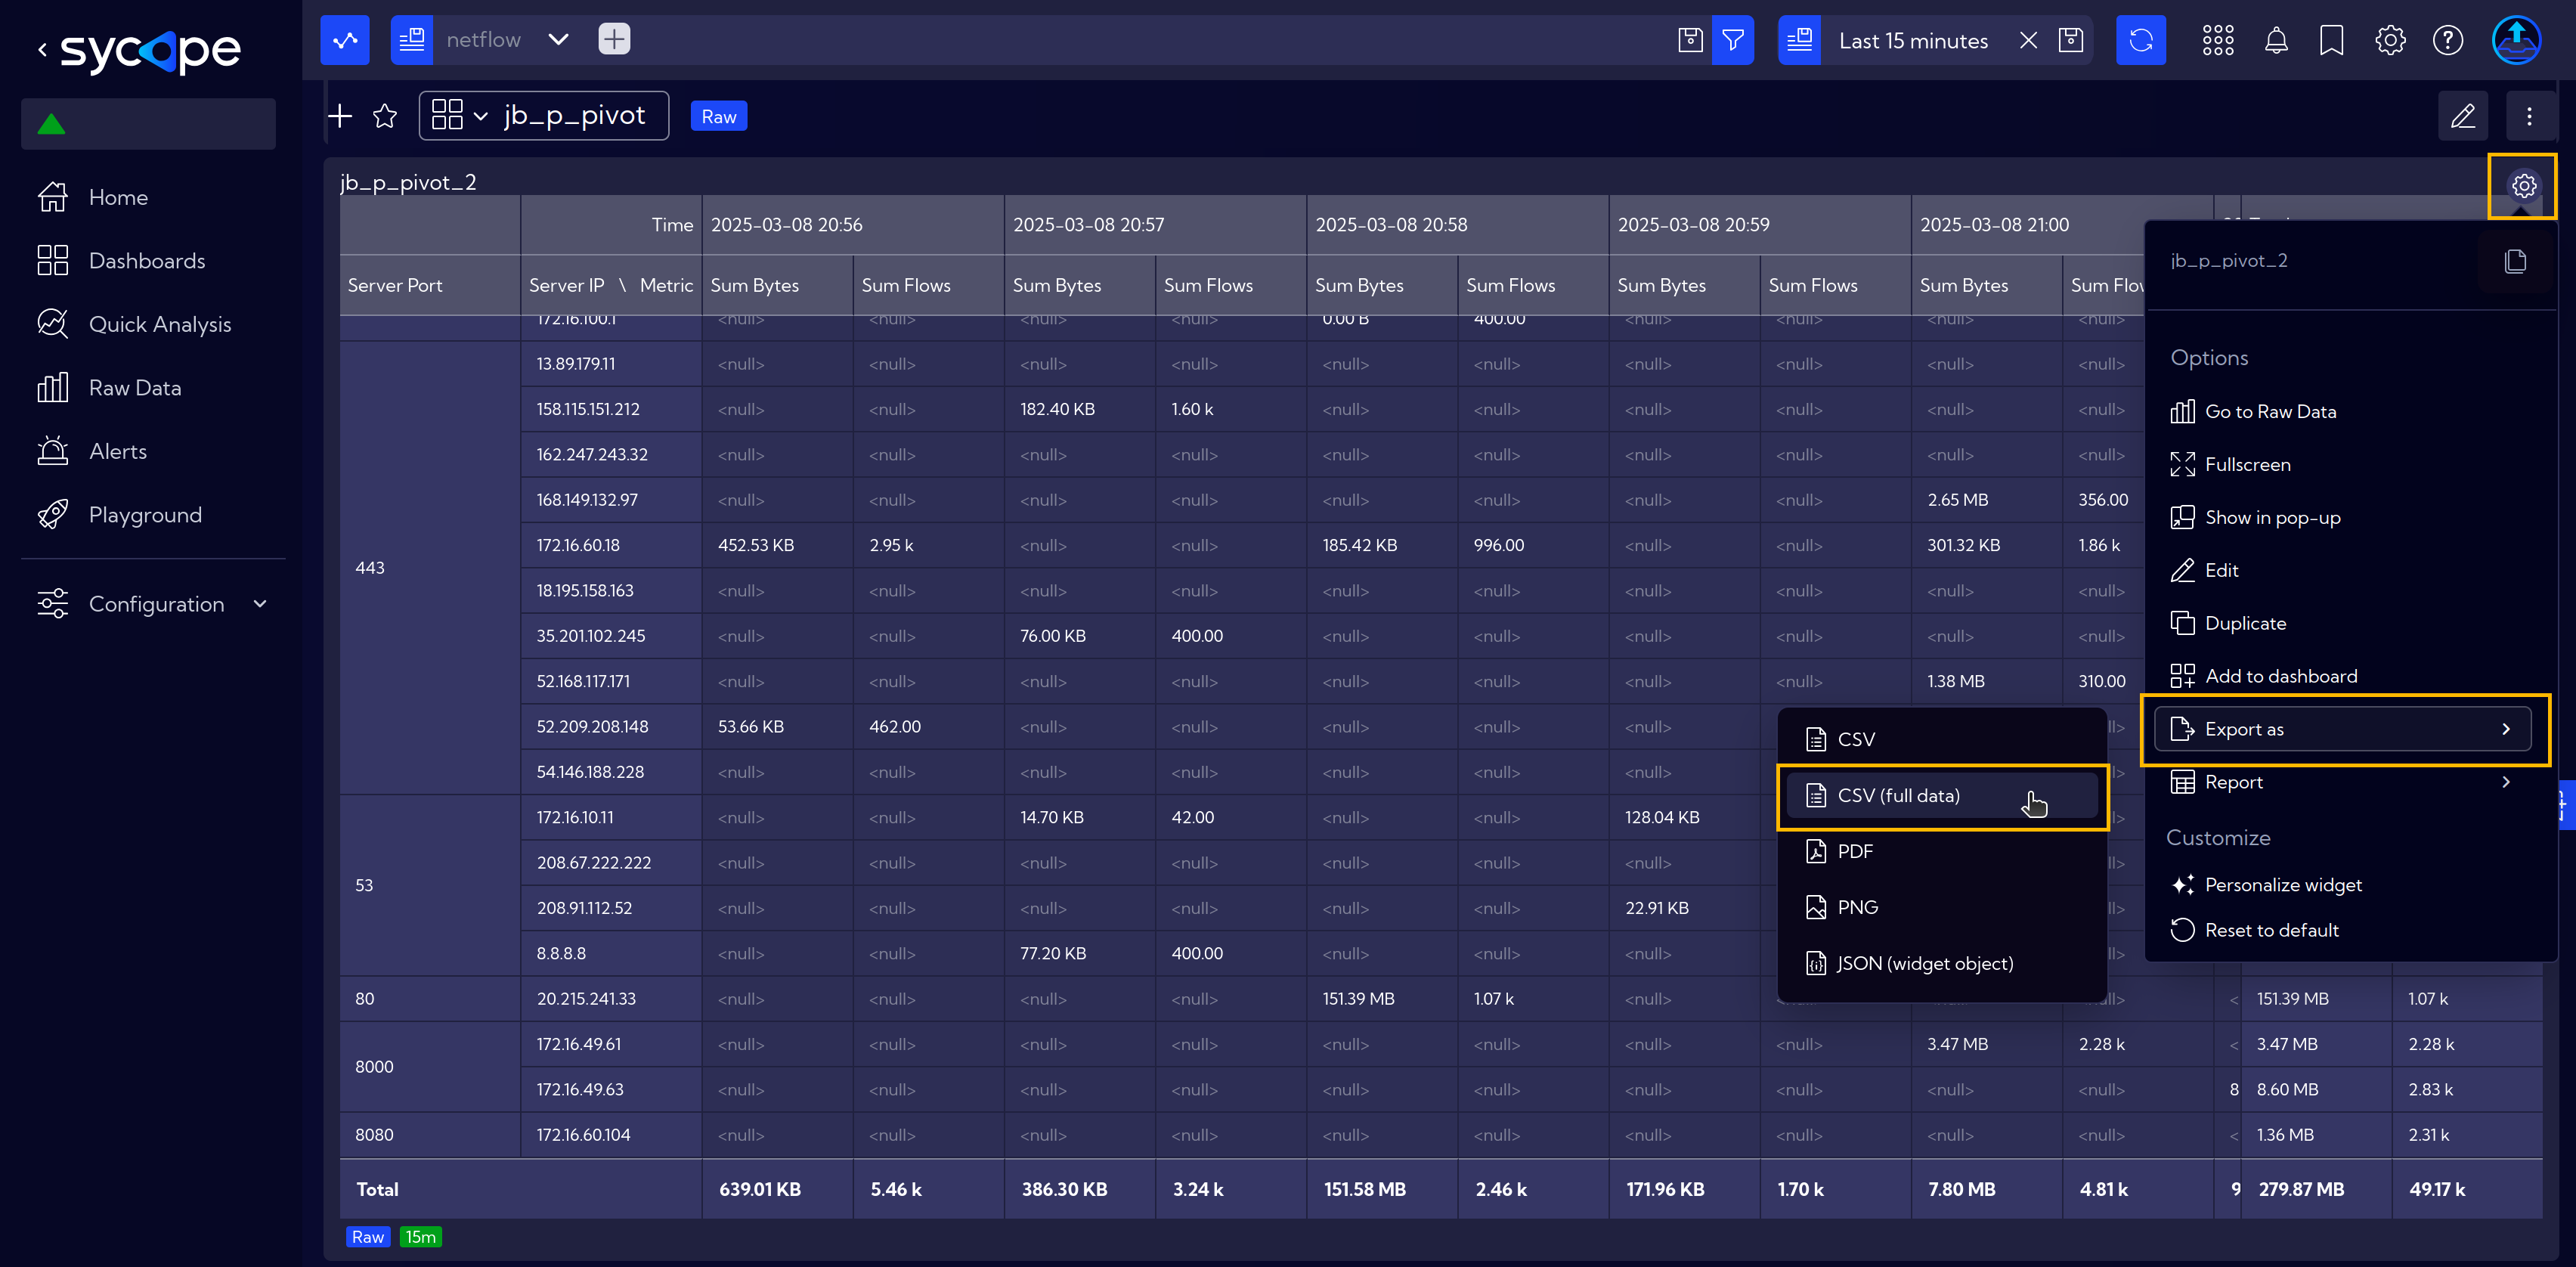 sycope
netflow
Last 15 minutes
jb_p_pivot
Raw
Home
Dashboards
Quick Analysis
Raw Data
Alerts
Playground
Configuration
jb_p_pivot_2
Time 2025-03-08 20:56 2025-03-08 20:57 2025-03-08 20:58 2025-03-08 20:59 2025-03-08 21:00
Server Port Server IP \ Metric Sum Bytes Sum Flows Sum Bytes Sum Flows Sum Bytes Sum Flows Sum Bytes Sum Flows Sum Bytes Sum Flow
172.16.100.1 <null> <null> <null> <null> 0.00 B 400.00 <null> <null> <null> <null>
443
13.89.179.11 <null> <null> <null> <null> <null> <null> <null> <null> <null> <null>
158.115.151.212 <null> <null> 182.40 KB 1.60 k <null> <null> <null> <null> <null> <null>
162.247.243.32 <null> <null> <null> <null> <null> <null> <null> <null> <null> <null>
168.149.132.97 <null> <null> <null> <null> <null> <null> <null> <null> 2.65 MB 356.00
172.16.60.18 452.53 KB 2.95 k <null> <null> 185.42 KB 996.00 <null> <null> 301.32 KB 1.86 k
18.195.158.163 <null> <null> <null> <null> <null> <null> <null> <null> <null> <null>
35.201.102.245 <null> <null> 76.00 KB 400.00 <null> <null> <null> <null> <null> <null>
52.168.117.171 <null> <null> <null> <null> <null> <null> <null> <null> 1.38 MB 310.00
52.209.208.148 53.66 KB 462.00 <null> <null> <null> <null> <null>
54.146.188.228 <null> <null> <null> <null> <null> <null> <null>
53
172.16.10.11 <null> <null> 14.70 KB 42.00 <null> <null> 128.04 KB
208.67.222.222 <null> <null> <null> <null> <null> <null> <null>
208.91.112.52 <null> <null> <null> <null> <null> <null> 22.91 KB
8.8.8.8 <null> <null> 77.20 KB 400.00 <null> <null> <null>
80 20.215.241.33 <null> <null> <null> <null> 151.39 MB 1.07 k <null> 151.39 MB 1.07 k
8000
172.16.49.61 <null> <null> <null> <null> <null> <null> <null> <null> 3.47 MB 2.28 k < 3.47 MB 2.28 k
172.16.49.63 <null> <null> <null> <null> <null> <null> <null> <null> <null> <null> 8 8.60 MB 2.83 k
8080 172.16.60.104 <null> <null> <null> <null> <null> <null> <null> <null> <null> <null> < 1.36 MB 2.31 k
Total 639.01 KB 5.46 k 386.30 KB 3.24 k 151.58 MB 2.46 k 171.96 KB 1.70 k 7.80 MB 4.81 k 9 279.87 MB 49.17 k
Raw 15m
jb_p_pivot_2
Options
Go to Raw Data
Fullscreen
Show in pop-up
Edit
Duplicate
Add to dashboard
Export as
Report
Customize
Personalize widget
Reset to default
CSV
CSV (full data)
PDF
PNG
JSON (widget object)